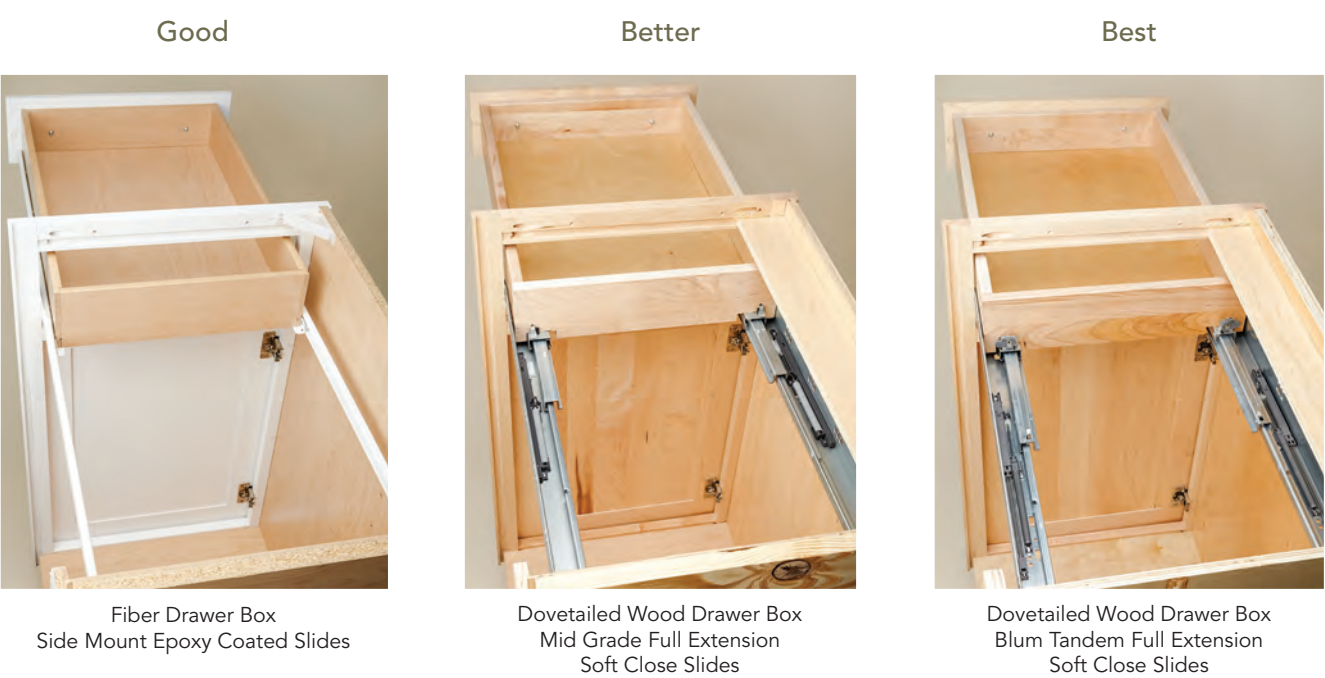 Good
Better
Best
Fiber Drawer Box
Side Mount Epoxy Coated Slides
Dovetailed Wood Drawer Box
Mid Grade Full Extension
Soft Close Slides
Dovetailed Wood Drawer Box
Blum Tandem Full Extension
Soft Close Slides